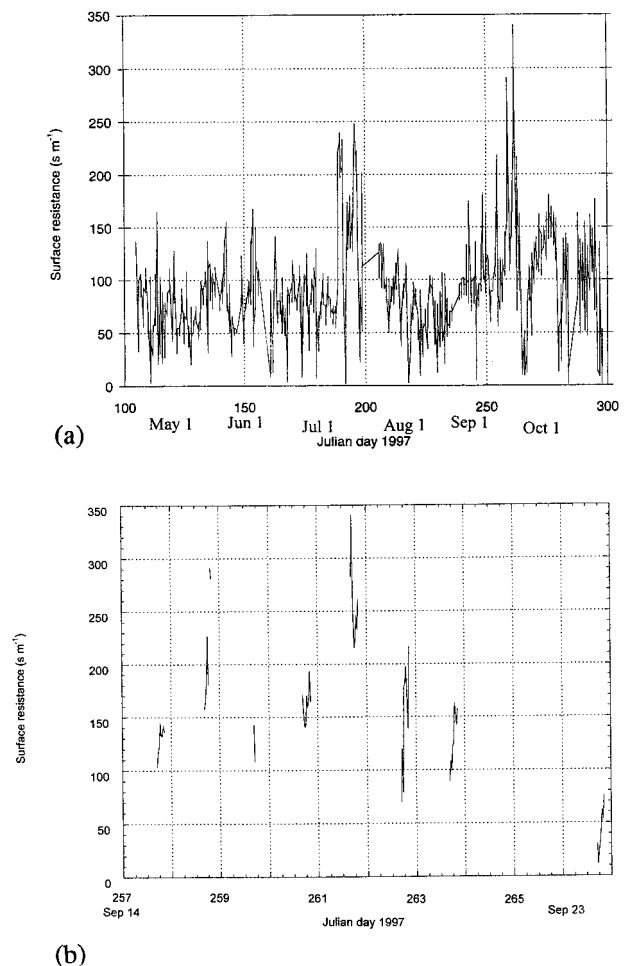 350
300
250
200
150
100
50
0
Surface resistance (s m⁻¹)
100 150 200 250 300
May 1 Jun 1 Jul 1 Aug 1 Sep 1 Oct 1
Julian day 1997
(a)
350
300
250
200
150
100
50
0
Surface resistance (s m⁻¹)
257 259 261 263 265
Sep 14 Sep 23
Julian day 1997
(b)